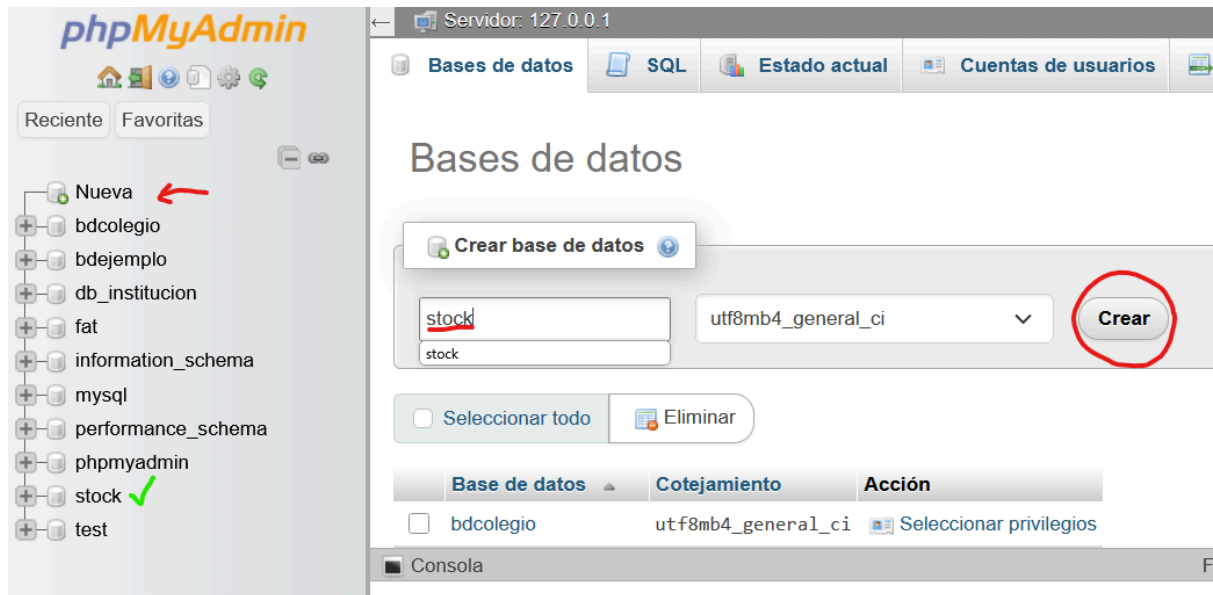 phpMyAdmin
Reciente Favoritas
Nueva
bdcolegio
bdejemplo
db_institucion
fat
information_schema
mysql
performance_schema
phpmyadmin
stock
test
Servidor: 127.0.0.1
Bases de datos SQL Estado actual Cuentas de usuarios
Bases de datos
Crear base de datos
stock utf8mb4_general_ci Crear
stock
Seleccionar todo Eliminar
Base de datos Cotejamiento Acción
bdcolegio utf8mb4_general_ci Seleccionar privilegios
Consola F